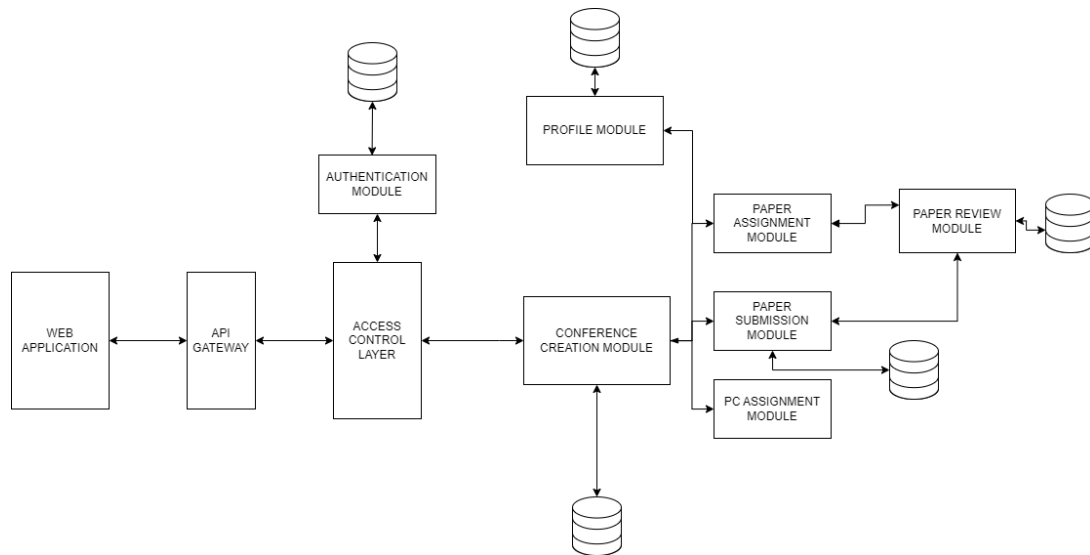 PROFILE MODULE
AUTHENTICATION
MODULE
PAPER
ASSIGNMENT
MODULE
PAPER REVIEW
MODULE
WEB
APPLICATION
API
GATEWAY
ACCESS
CONTROL
LAYER
CONFERENCE
CREATION MODULE
PAPER
SUBMISSION
MODULE
PC ASSIGNMENT
MODULE